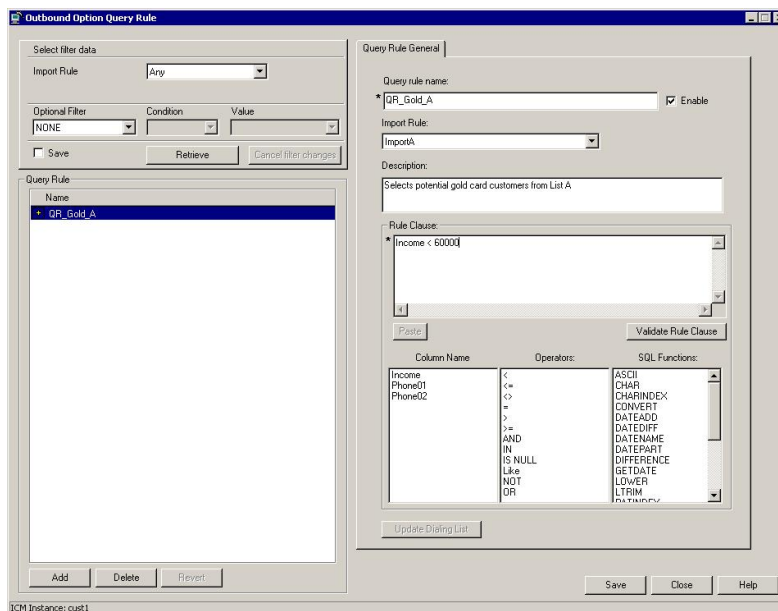 Outbound Option Query Rule
Select filter data
Import Rule
Any
Optional Filter
Condition
Value
NONE
Save
Retrieve
Cancel filter changes
Query Rule
Name
+ QR_Gold_A
Add
Delete
Revert
Query Rule General
Query rule name:
* QR_Gold_A
Enable
Import Rule:
ImportA
Description:
Selects potential gold card customers from List A
Rule Clause:
* Income < 60000
Paste
Validate Rule Clause
Column Name
Income
Phone01
Phone02
Operators:
<
<=
<>
=
>
>=
AND
IN
IS NULL
Like
NOT
OR
SQL Functions:
ASCII
CHAR
CHARINDEX
CONVERT
DATEADD
DATEDIFF
DATENAME
DATEPART
DIFFERENCE
GETDATE
LOWER
LTRIM
PATINDEX
Update Dialing List
Save
Close
Help
ICM Instance: cust1